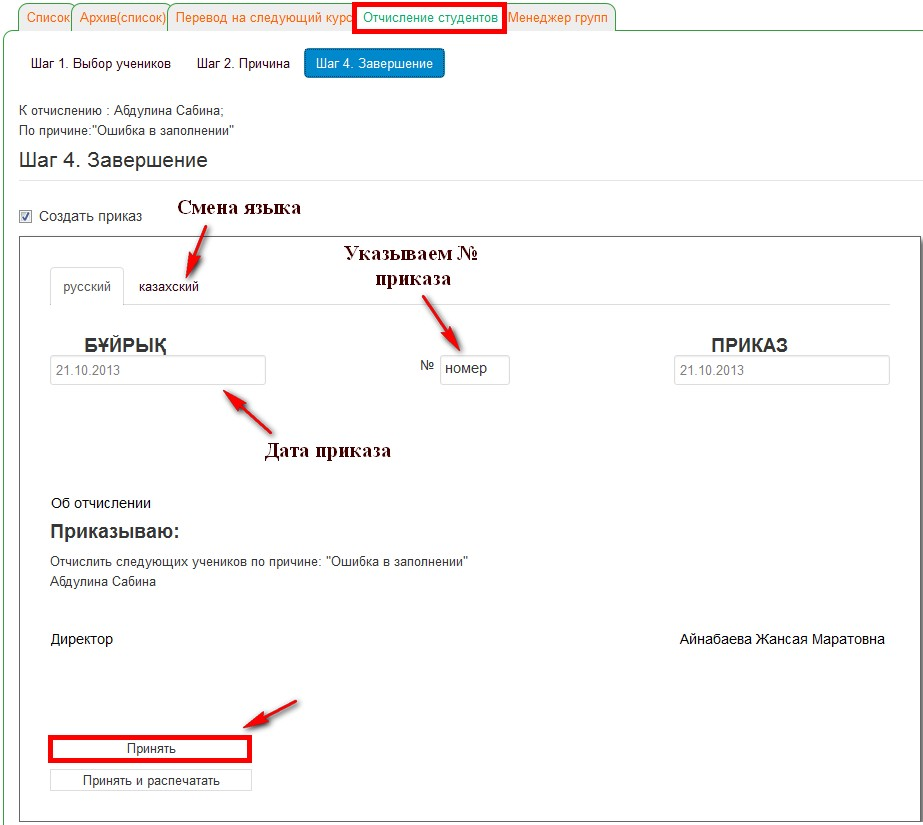 Список Архив(список) Перевод на следующий курс Отчисление студентов Менеджер групп
Шаг 1. Выбор учеников Шаг 2. Причина Шаг 4. Завершение
К отчислению : Абдулина Сабина;
По причине:"Ошибка в заполнении"
Шаг 4. Завершение
Смена языка
Создать приказ
Указываем №
приказа
русский казахский
БҰЙРЫҚ ПРИКАЗ
21.10.2013 № номер 21.10.2013
Дата приказа
Об отчислении
Приказываю:
Отчислить следующих учеников по причине: "Ошибка в заполнении"
Абдулина Сабина
Директор Айнабаева Жансая Маратовна
Принять
Принять и распечатать